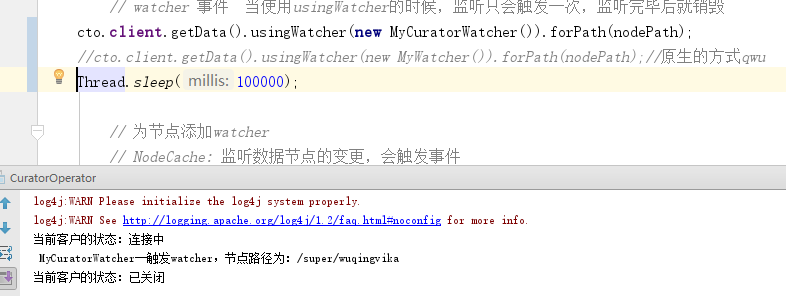 // watcher 事件  当使用usingWatcher的时候，监听只会触发一次，监听完毕后就销毁
cto.client.getData().usingWatcher(new MyCuratorWatcher()).forPath(nodePath);
//cto.client.getData().usingWatcher(new MyWatcher()).forPath(nodePath);//原生的方式qwu
Thread.sleep( millis: 100000);
// 为节点添加watcher
// NodeCache: 监听数据节点的变更，会触发事件
CuratorOperator
log4j:WARN Please initialize the log4j system properly.
log4j:WARN See http://logging.apache.org/log4j/1.2/faq.html#noconfig for more info.
当前客户的状态：连接中
MyCuratorWatcher—触发watcher，节点路径为：/super/wuqingvika
当前客户的状态：已关闭